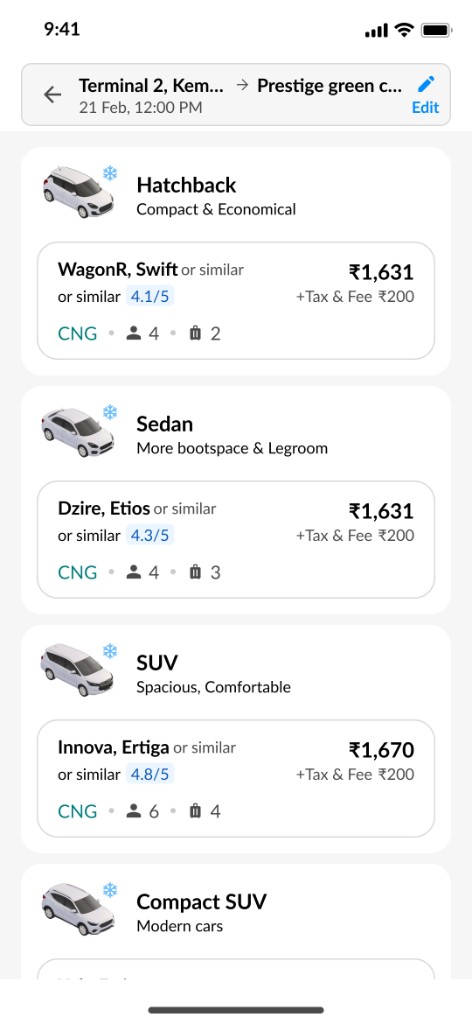 9:41
Terminal 2, Kem... → Prestige green c...
21 Feb, 12:00 PM
Edit
Hatchback
Compact & Economical
WagonR, Swift or similar
₹1,631
or similar 4.1/5
+Tax & Fee ₹200
CNG • 4 • 2
Sedan
More bootspace & Legroom
Dzire, Etios or similar
₹1,631
or similar 4.3/5
+Tax & Fee ₹200
CNG • 4 • 3
SUV
Spacious, Comfortable
Innova, Ertiga or similar
₹1,670
or similar 4.8/5
+Tax & Fee ₹200
CNG • 6 • 4
Compact SUV
Modern cars